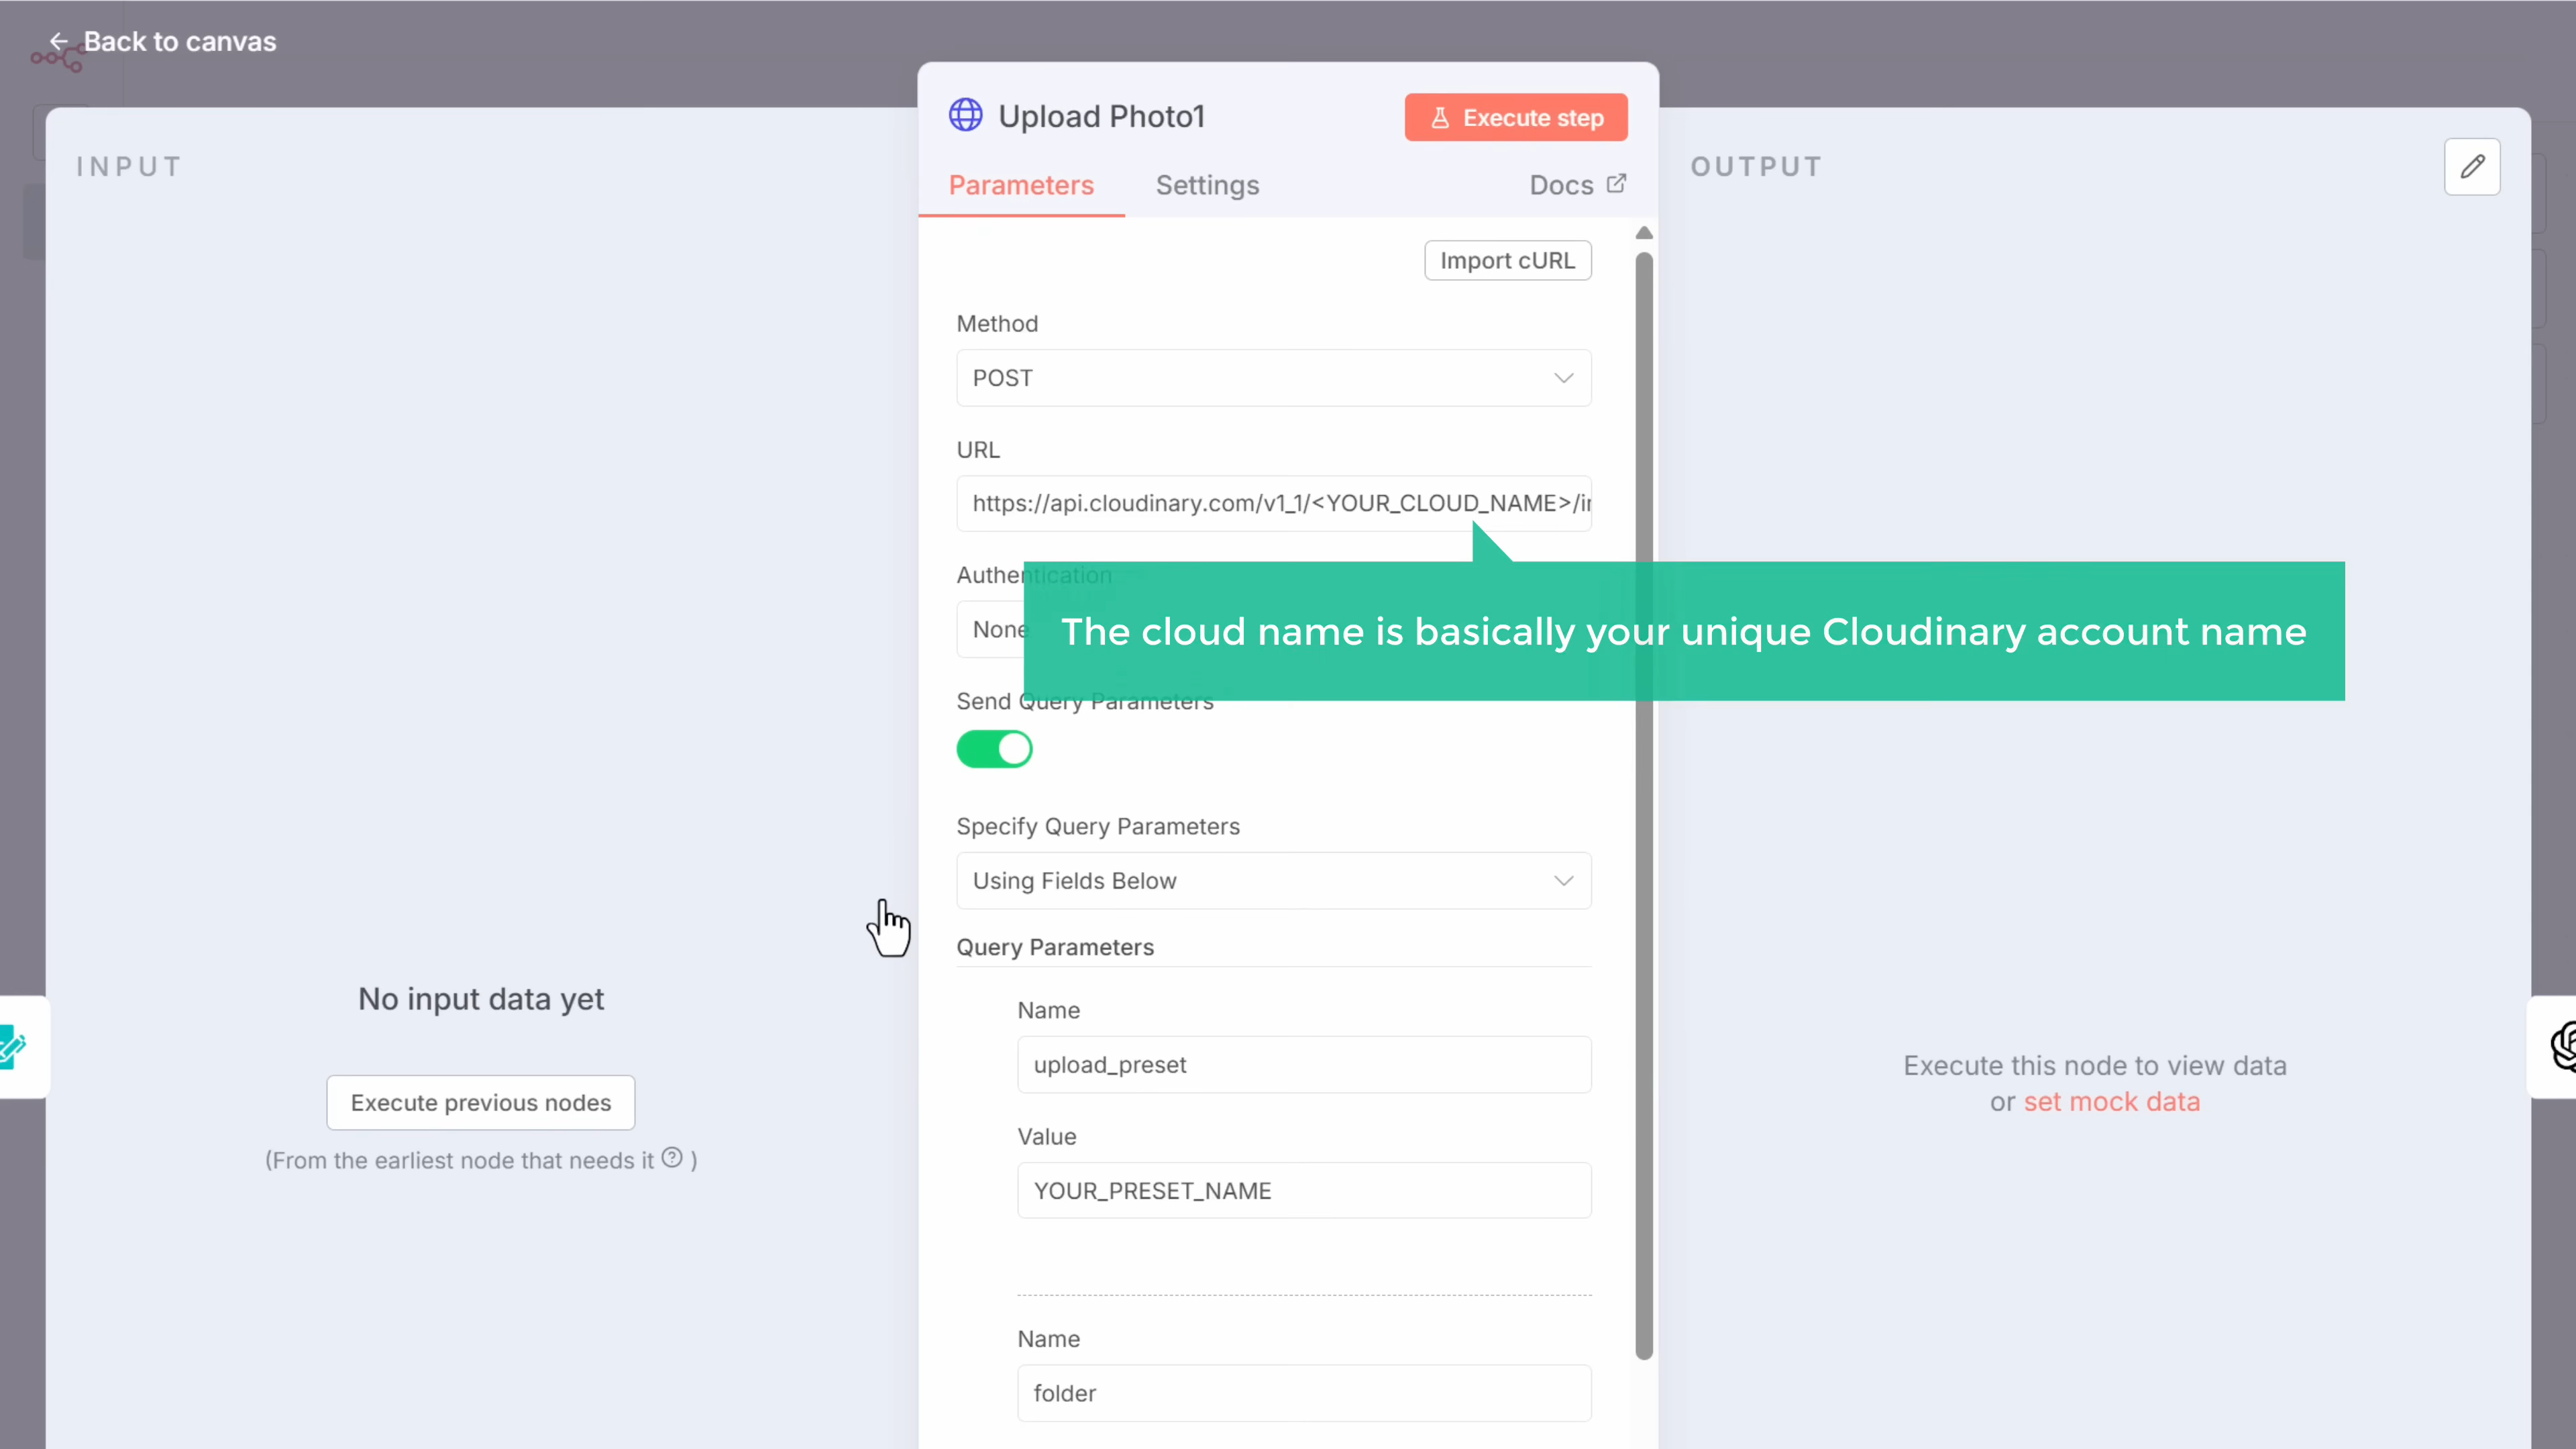 Back to canvas
INPUT
Upload Photo1
Execute step
Parameters
Settings
Docs
OUTPUT
Import cURL
Method
POST
URL
https://api.cloudinary.com/v1_1/<YOUR_CLOUD_NAME>/i
Authentication
None
The cloud name is basically your unique Cloudinary account name
Send Query Parameters
Specify Query Parameters
Using Fields Below
Query Parameters
Name
upload_preset
Value
YOUR_PRESET_NAME
Name
folder
No input data yet
Execute previous nodes
(From the earliest node that needs it ? )
Execute this node to view data
or set mock data